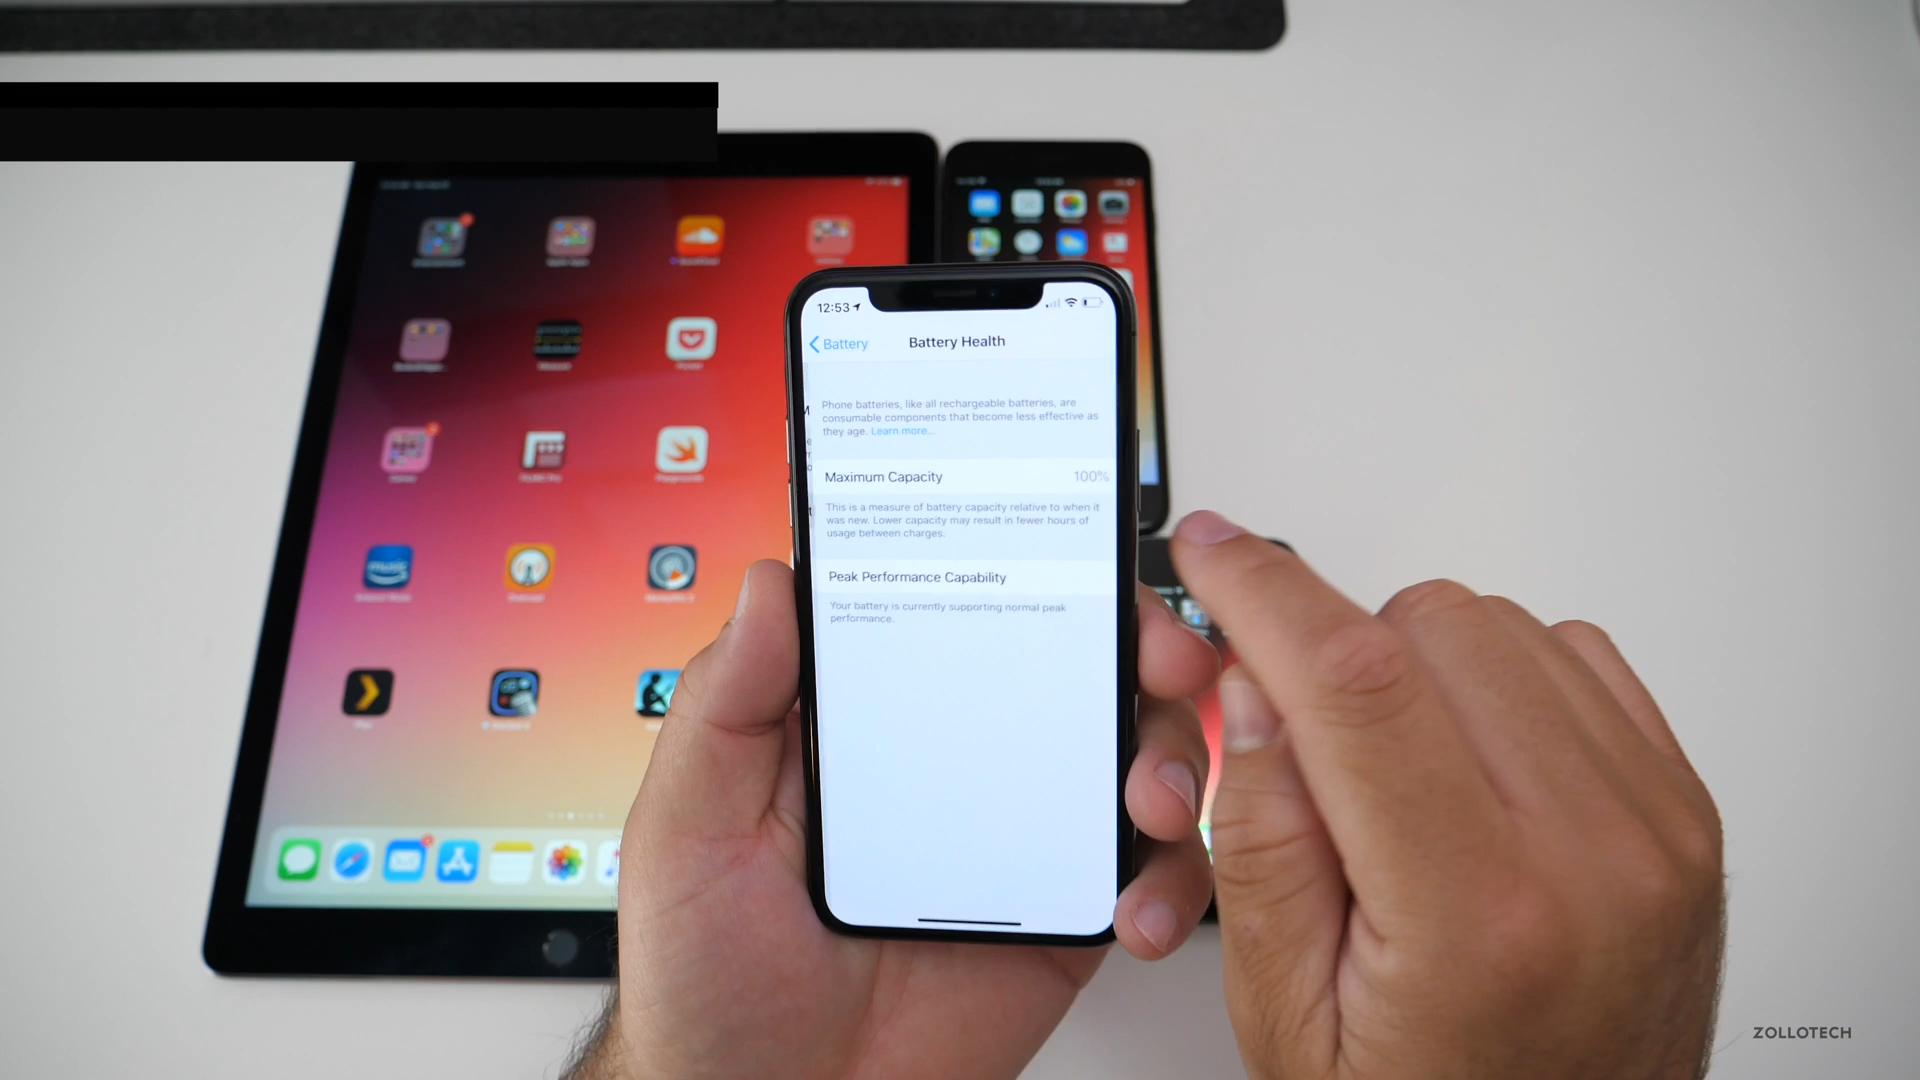 12:53
Battery
Battery Health
Phone batteries, like all rechargeable batteries, are
consumable components that become less effective as
they age. Learn more...
Maximum Capacity 100%
This is a measure of battery capacity relative to when it
was new. Lower capacity may result in fewer hours of
usage between charges.
Peak Performance Capability
Your battery is currently supporting normal peak
performance.
music
ZOLLOTECH